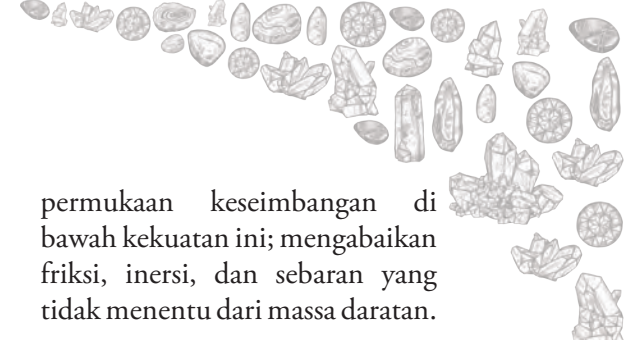 permukaan keseimbangan di
bawah kekuatan ini; mengabaikan
friksi, inersi, dan sebaran yang
tidak menentu dari massa daratan.